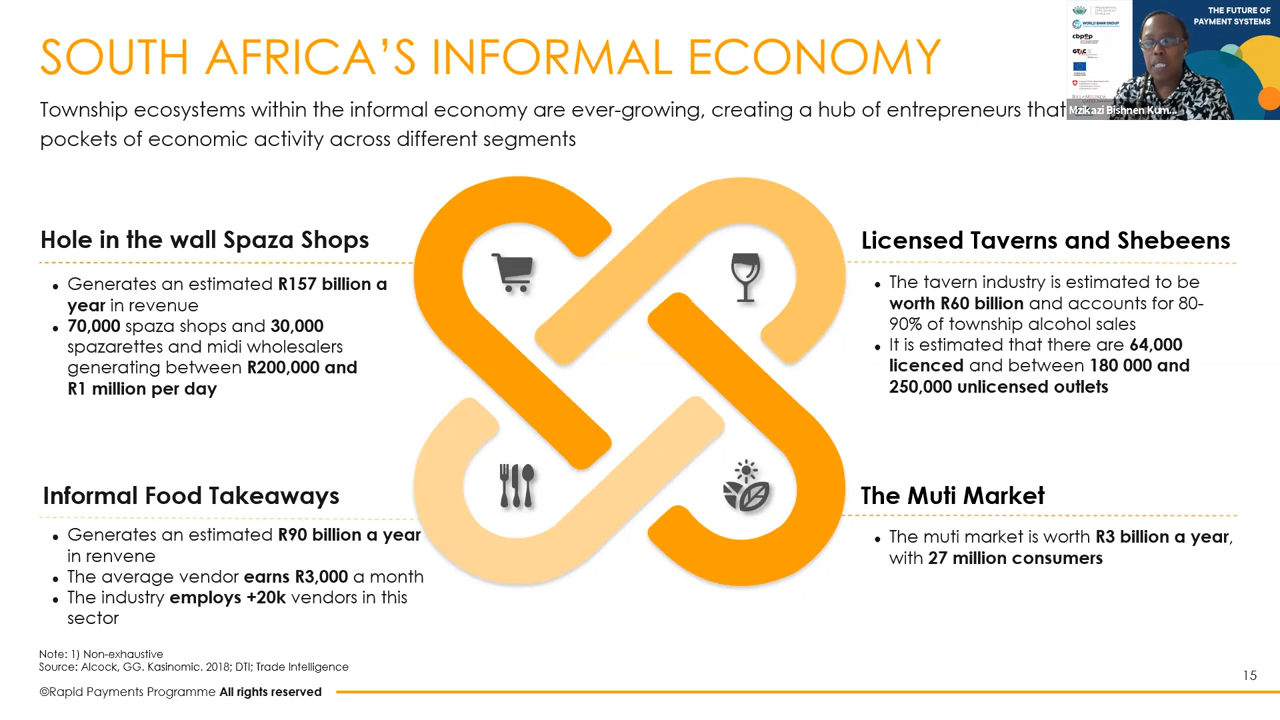 SOUTH AFRICA'S INFORMAL ECONOMY
Township ecosystems within the informal economy are ever-growing, creating a hub of entrepreneurs that
pockets of economic activity across different segments
THE FUTURE OF
PAYMENT SYSTEMS
WORLD BANK GROUP
Mzikazi Bishnen Kum...
Hole in the wall Spaza Shops
• Generates an estimated R157 billion a
year in revenue
• 70,000 spaza shops and 30,000
spazarettes and midi wholesalers
generating between R200,000 and
R1 million per day
Licensed Taverns and Shebeens
• The tavern industry is estimated to be
worth R60 billion and accounts for 80-
90% of township alcohol sales
• It is estimated that there are 64,000
licenced and between 180 000 and
250,000 unlicensed outlets
Informal Food Takeaways
• Generates an estimated R90 billion a year
in renvene
• The average vendor earns R3,000 a month
• The industry employs +20k vendors in this
sector
The Muti Market
• The muti market is worth R3 billion a year,
with 27 million consumers
Note: 1) Non-exhaustive
Source: Alcock, GG. Kasinomic. 2018; DTI; Trade Intelligence
©Rapid Payments Programme All rights reserved
15